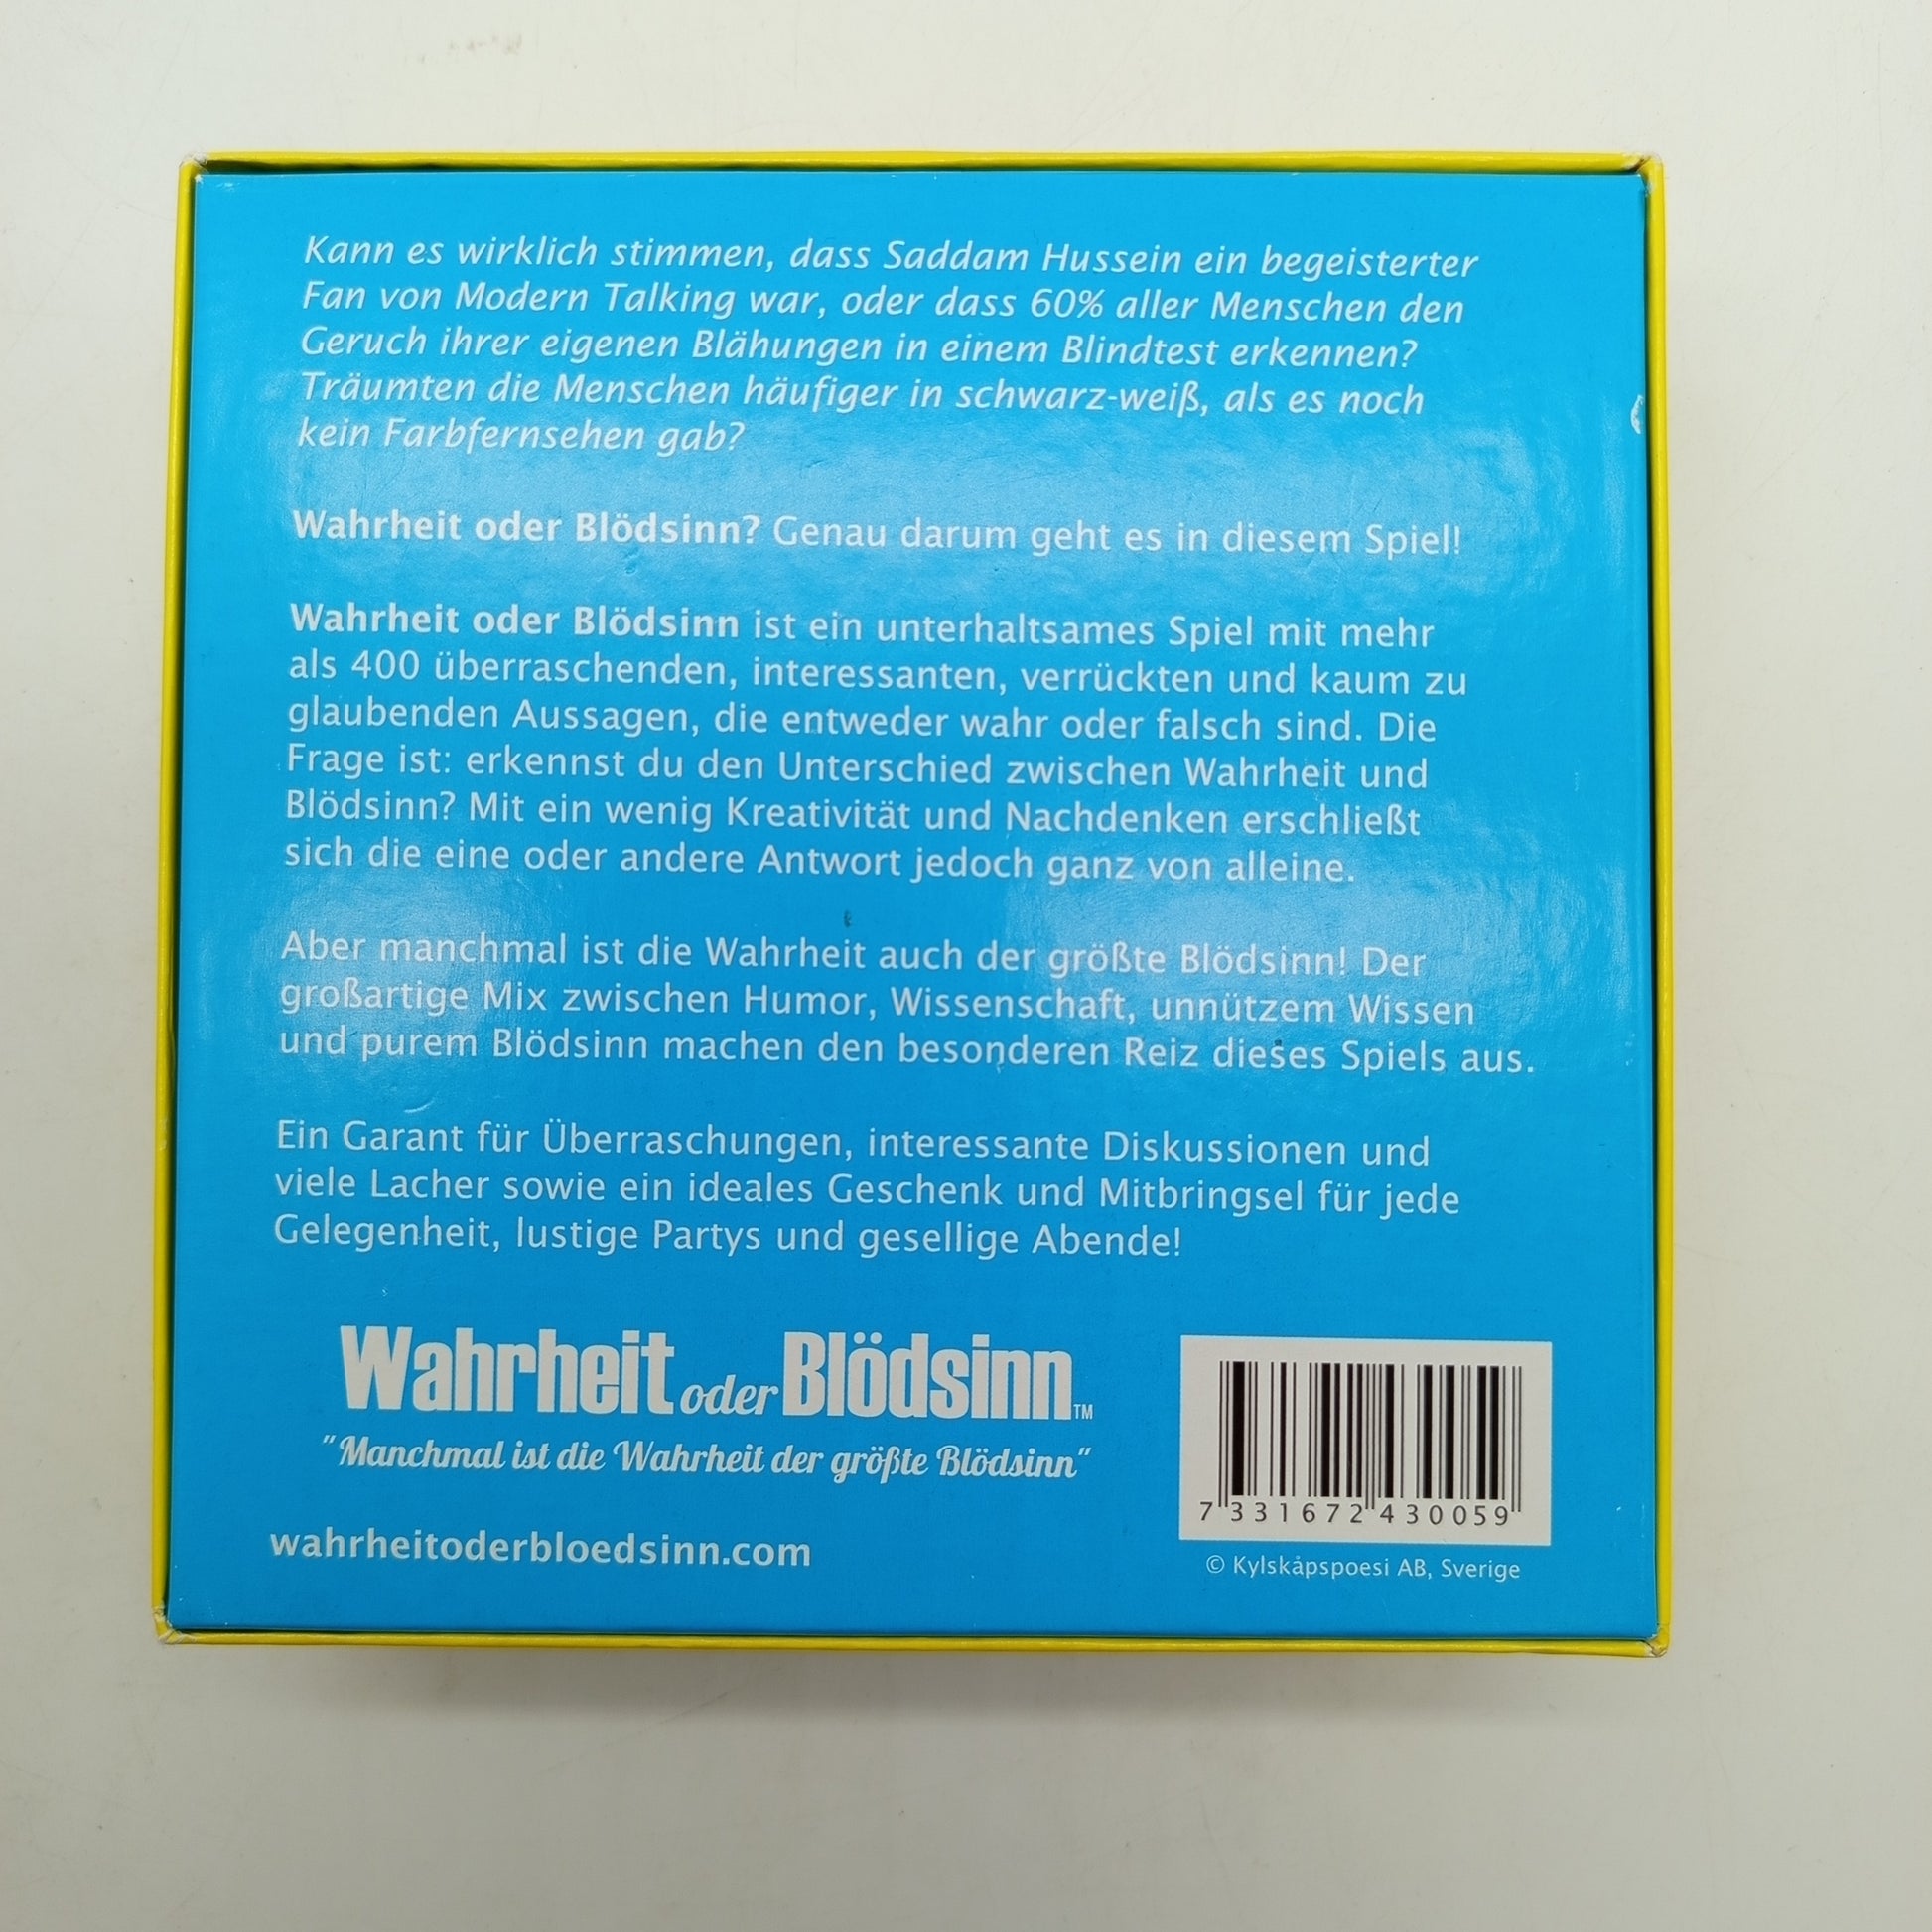 Kann es wirklich stimmen, dass Saddam Hussein ein begeisterter
Fan von Modern Talking war, oder dass 60% aller Menschen den
Geruch ihrer eigenen Blähungen in einem Blindtest erkennen?
Träumten die Menschen häufiger in schwarz-weiß, als es noch
kein Farbfernsehen gab?
Wahrheit oder Blödsinn? Genau darum geht es in diesem Spiel!
Wahrheit oder Blödsinn ist ein unterhaltsames Spiel mit mehr
als 400 überraschenden, interessanten, verrückten und kaum zu
glaubenden Aussagen, die entweder wahr oder falsch sind. Die
Frage ist: erkennst du den Unterschied zwischen Wahrheit und
Blödsinn? Mit ein wenig Kreativität und Nachdenken erschließt
sich die eine oder andere Antwort jedoch ganz von alleine.
Aber manchmal ist die Wahrheit auch der größte Blödsinn! Der
großartige Mix zwischen Humor, Wissenschaft, unnützem Wissen
und purem Blödsinn machen den besonderen Reiz dieses Spiels aus.
Ein Garant für Überraschungen, interessante Diskussionen und
viele Lacher sowie ein ideales Geschenk und Mitbringsel für jede
Gelegenheit, lustige Partys und gesellige Abende!
Wahrheit oder Blödsinn™
"Manchmal ist die Wahrheit der größte Blödsinn"
wahrheitoderbloedsinn.com
7 331672 430059
© Kylskåpspoesi AB, Sverige